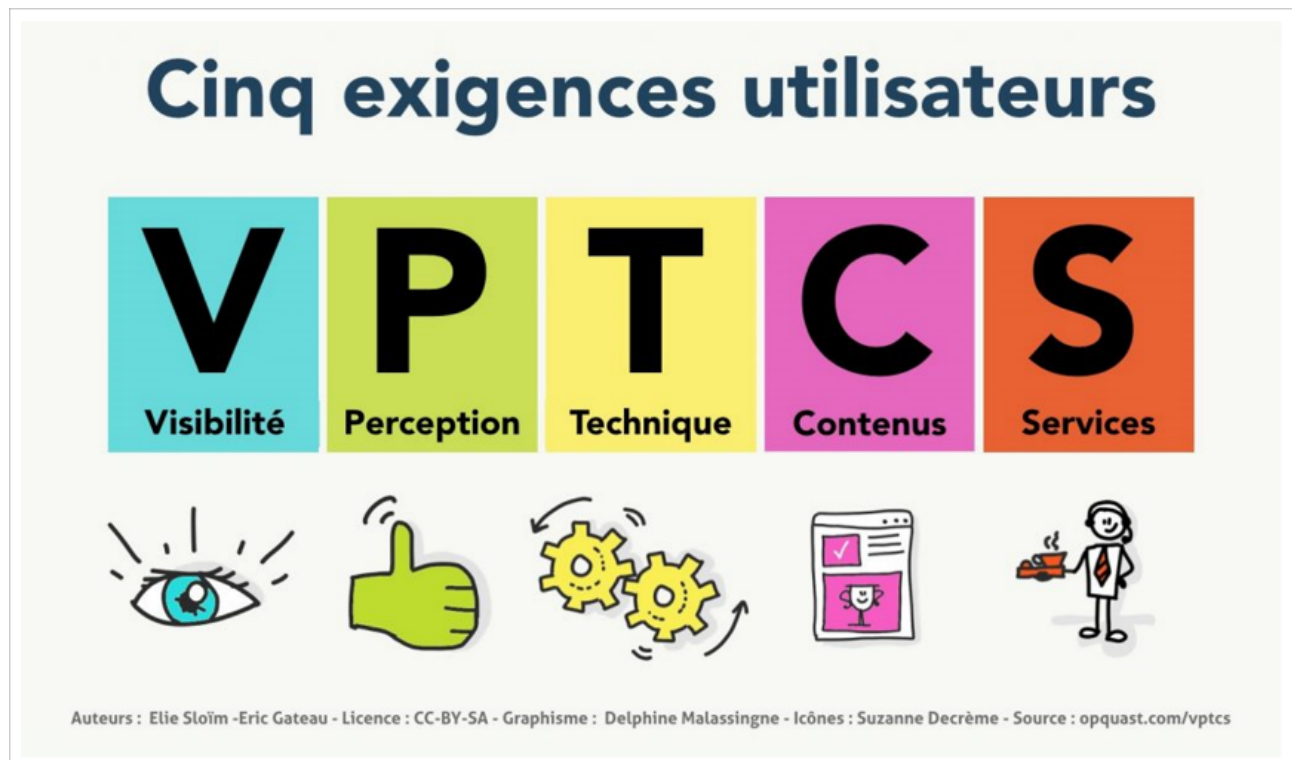 Cinq exigences utilisateurs
V P T C S
Visibilité Perception Technique Contenus Services
Auteurs : Elie Sloïm -Eric Gateau - Licence : CC-BY-SA - Graphisme : Delphine Malassingne - Icônes : Suzanne Decrème - Source : opquast.com/vptcs